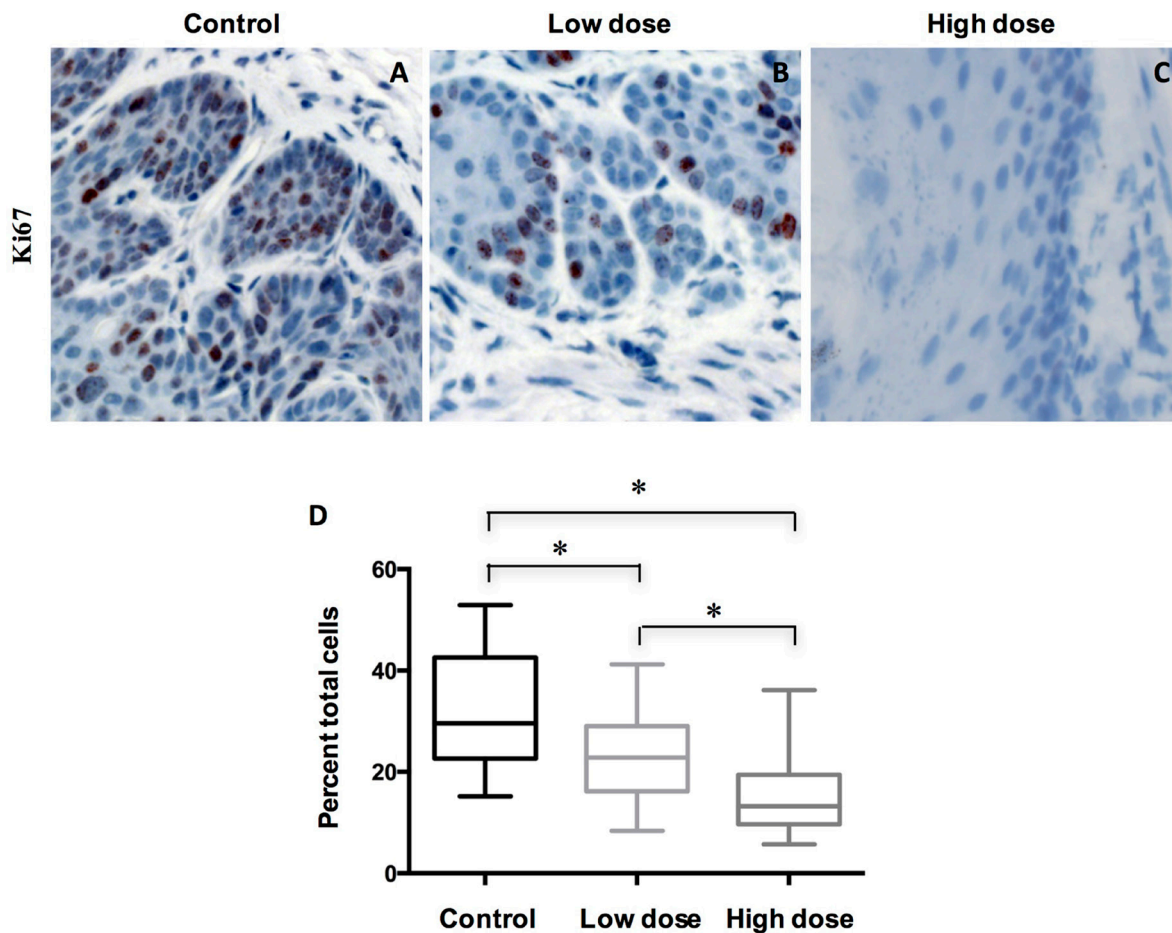 Control Low dose High dose
A B C
Ki67
D
*
*
*
60
40
20
0
Percent total cells
Control Low dose High dose